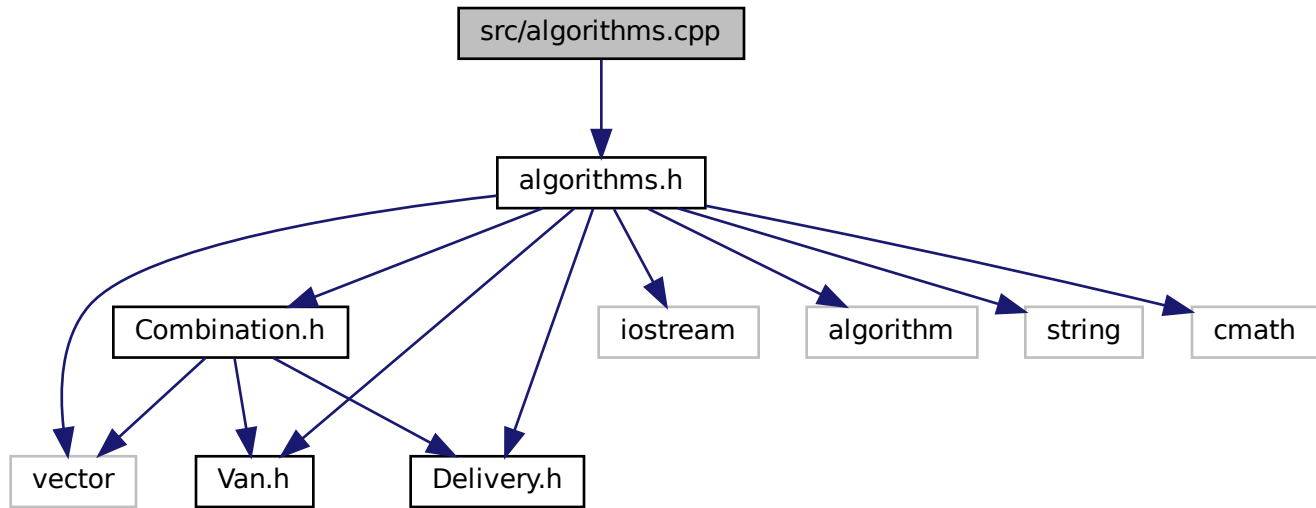 src/algorithms.cpp
algorithms.h
Combination.h
iostream
algorithm
string
cmath
vector
Van.h
Delivery.h